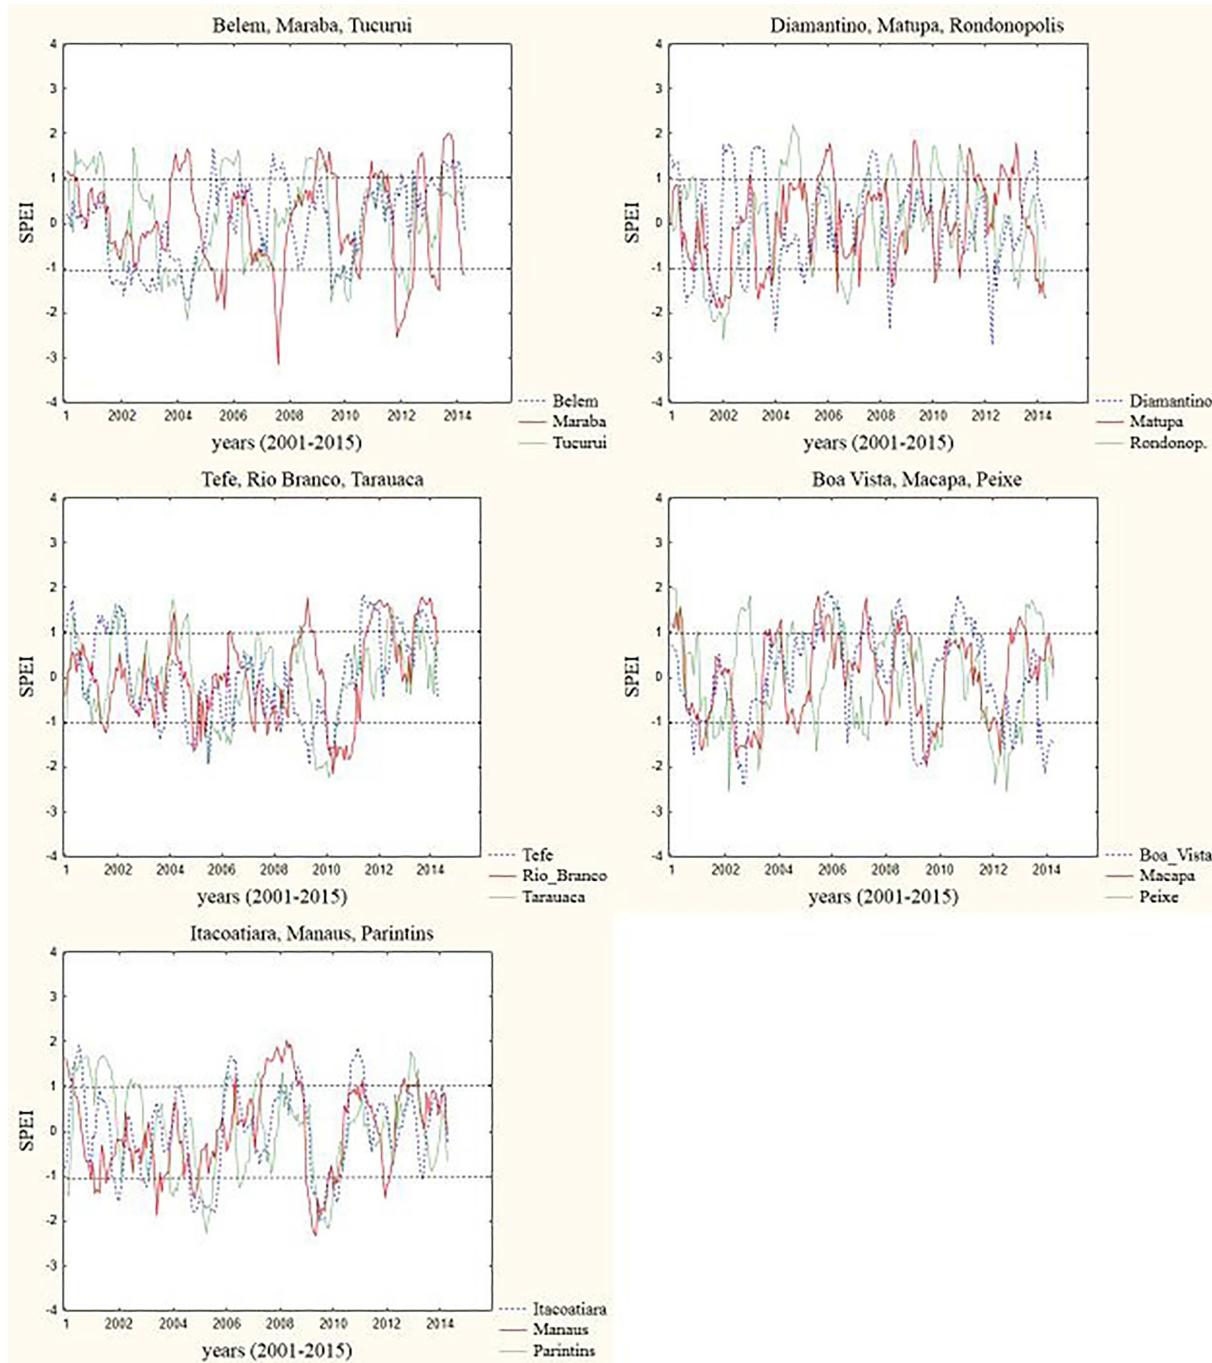 Belem, Maraba, Tucurui
4
3
2
1
0
-1
-2
-3
-4
SPEI
1 2002 2004 2006 2008 2010 2012 2014
years (2001-2015)
Belem
Maraba
Tucurui
Diamantino, Matupa, Rondonopolis
4
3
2
1
0
-1
-2
-3
-4
SPEI
1 2002 2004 2006 2008 2010 2012 2014
years (2001-2015)
Diamantino
Matupa
Rondonop.
Tefe, Rio Branco, Tarauaca
4
3
2
1
0
-1
-2
-3
-4
SPEI
1 2002 2004 2006 2008 2010 2012 2014
years (2001-2015)
Tefe
Rio_Branco
Tarauaca
Boa Vista, Macapa, Peixe
4
3
2
1
0
-1
-2
-3
-4
SPEI
1 2002 2004 2006 2008 2010 2012 2014
years (2001-2015)
Boa_Vista
Macapa
Peixe
Itacoatiara, Manaus, Parintins
4
3
2
1
0
-1
-2
-3
-4
SPEI
1 2002 2004 2006 2008 2010 2012 2014
years (2001-2015)
Itacoatiara
Manaus
Parintins